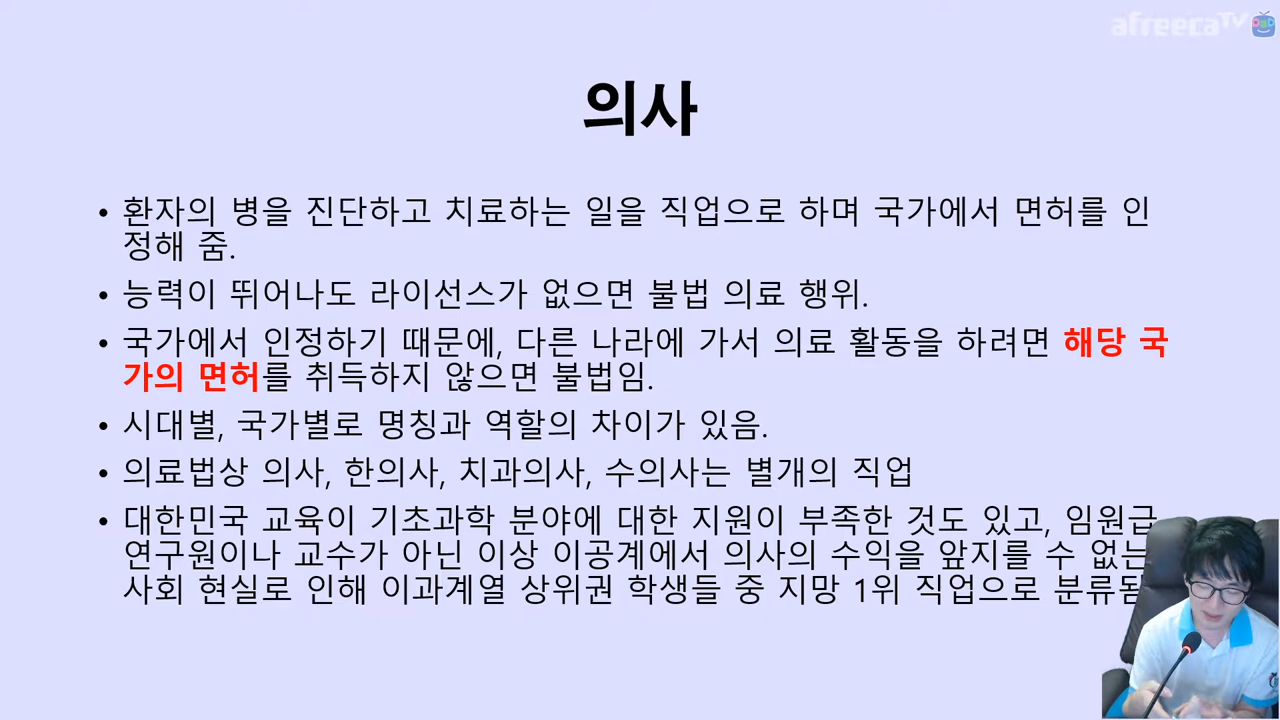 afreecaTV
의사
• 환자의 병을 진단하고 치료하는 일을 직업으로 하며 국가에서 면허를 인
정해 줌.
• 능력이 뛰어나도 라이선스가 없으면 불법 의료 행위.
• 국가에서 인정하기 때문에, 다른 나라에 가서 의료 활동을 하려면 해당 국
가의 면허를 취득하지 않으면 불법임.
• 시대별, 국가별로 명칭과 역할의 차이가 있음.
• 의료법상 의사, 한의사, 치과의사, 수의사는 별개의 직업
• 대한민국 교육이 기초과학 분야에 대한 지원이 부족한 것도 있고, 임원급
연구원이나 교수가 아닌 이상 이공계에서 의사의 수익을 앞지를 수 없는
사회 현실로 인해 이과계열 상위권 학생들 중 지망 1위 직업으로 분류됨